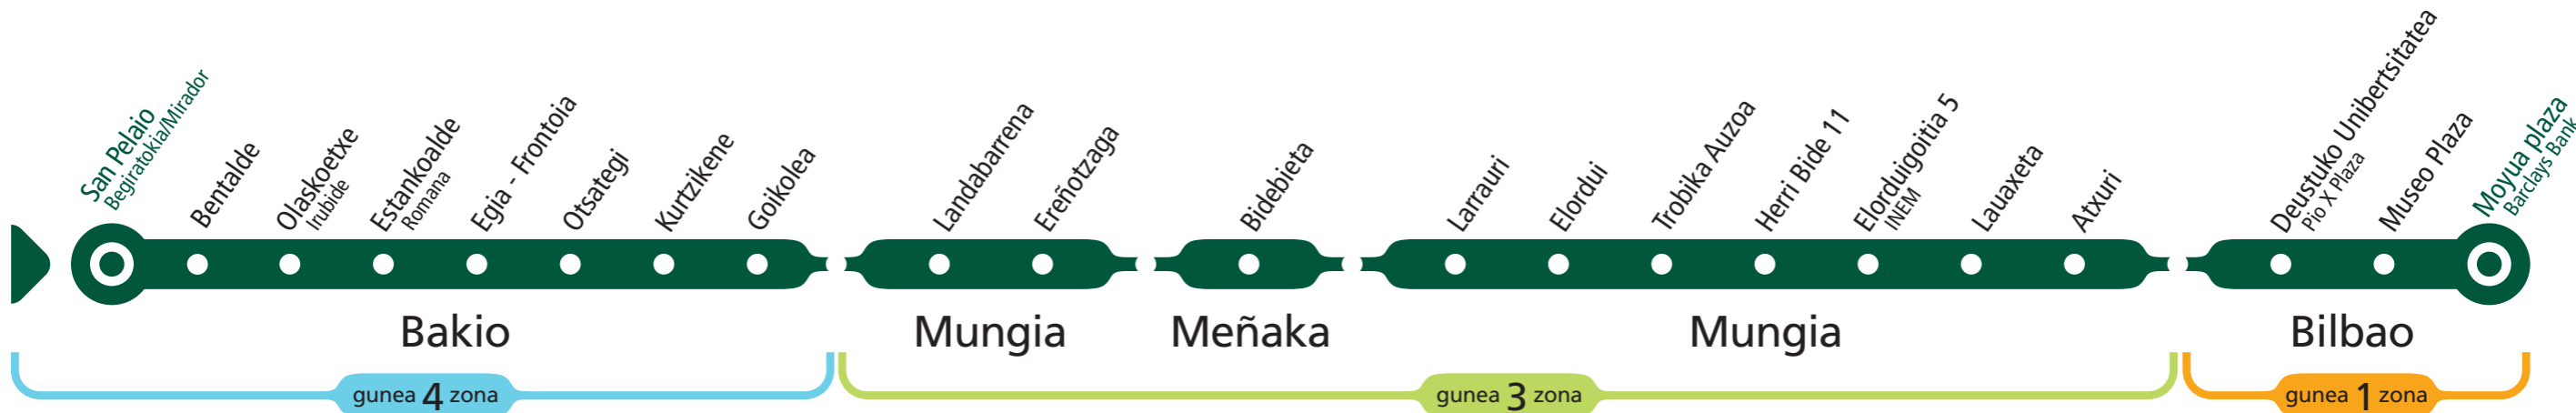 San Pelaio
Begiratokia/Mirador
Bentalde
Olaskoetxe
Irubide
Estankoalde
Romana
Egia - Frontoia
Otsategi
Kurtzikene
Goikolea
Landabarrena
Ereñotzaga
Bidebieta
Larrauri
Elordui
Trobika Auzoa
Herri Bide 11
Elorduigoitia 5
INEM
Lauaxeta
Atxuri
Deustuko Unibertsitatea
Pio X Plaza
Museo Plaza
Moyua plaza
Barclays Bank
Bakio
Mungia
Meñaka
Mungia
Bilbao
gunea 4 zona
gunea 3 zona
gunea 1 zona